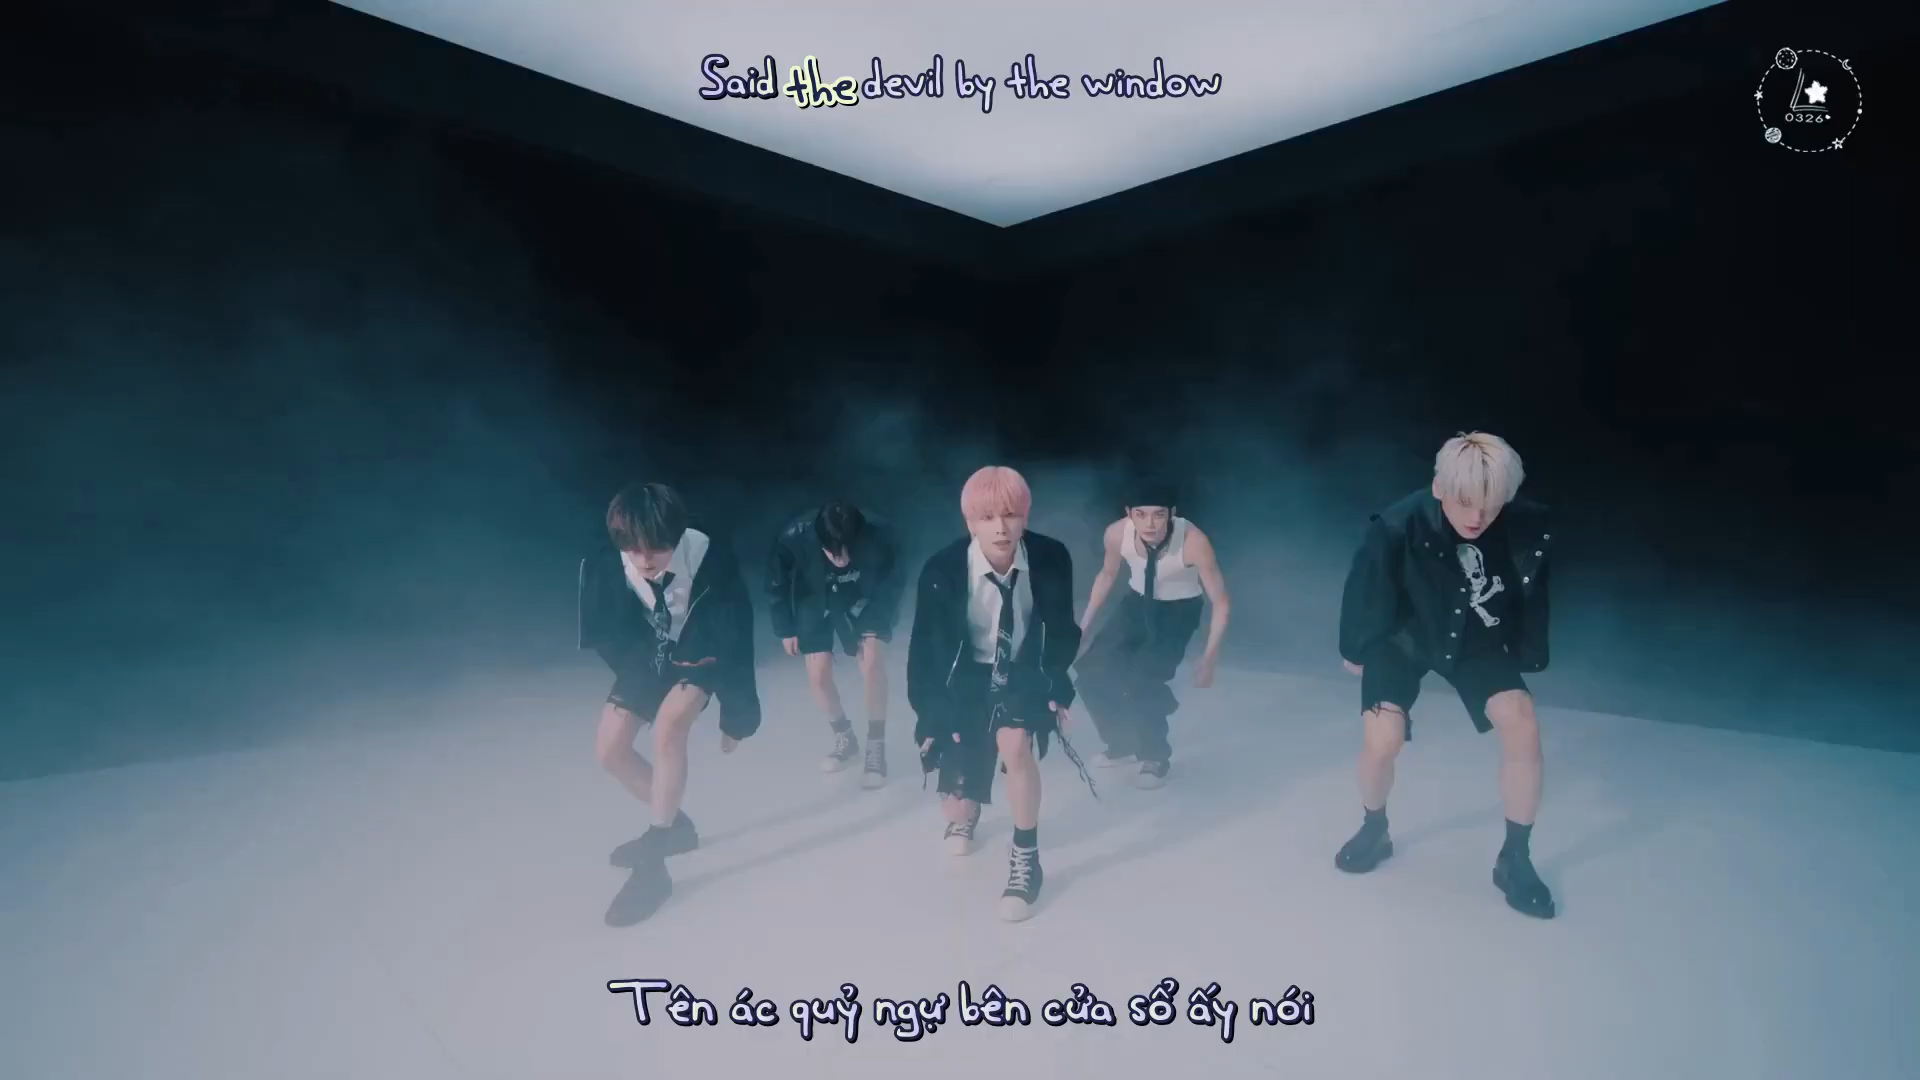 Said the devil by the window
0326
Tên ác quỷ ngự bên cửa sổ ấy nói